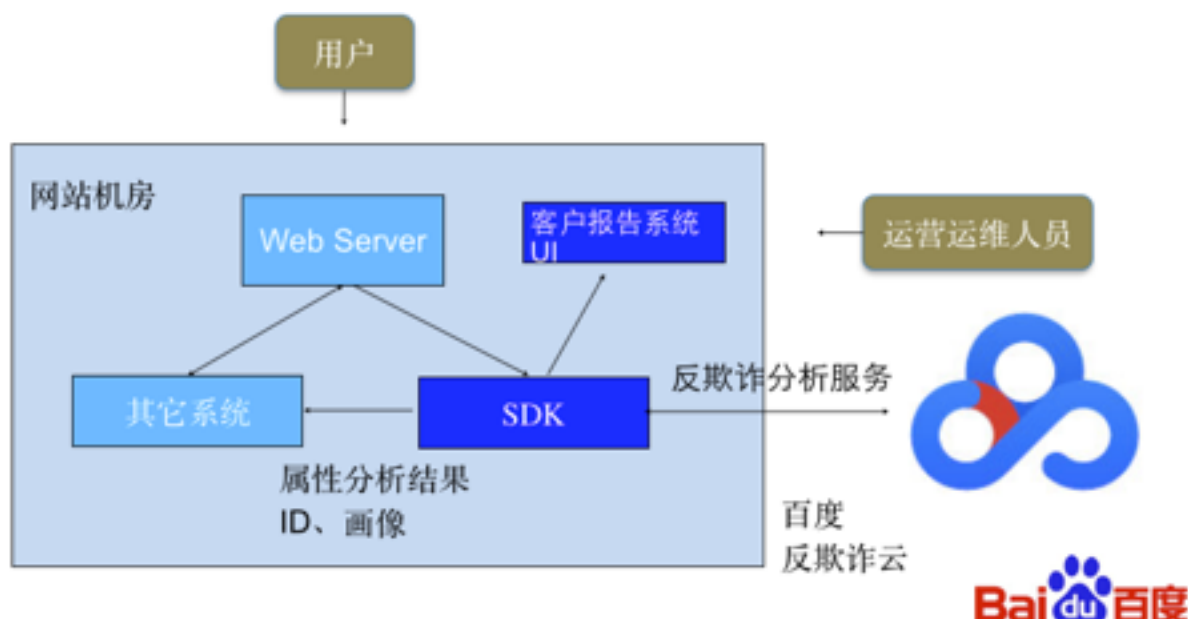 用户
网站机房
Web Server
客户报告系统
UI
运营运维人员
反欺诈分析服务
其它系统
SDK
属性分析结果
ID、画像
百度
反欺诈云
Bai du 百度